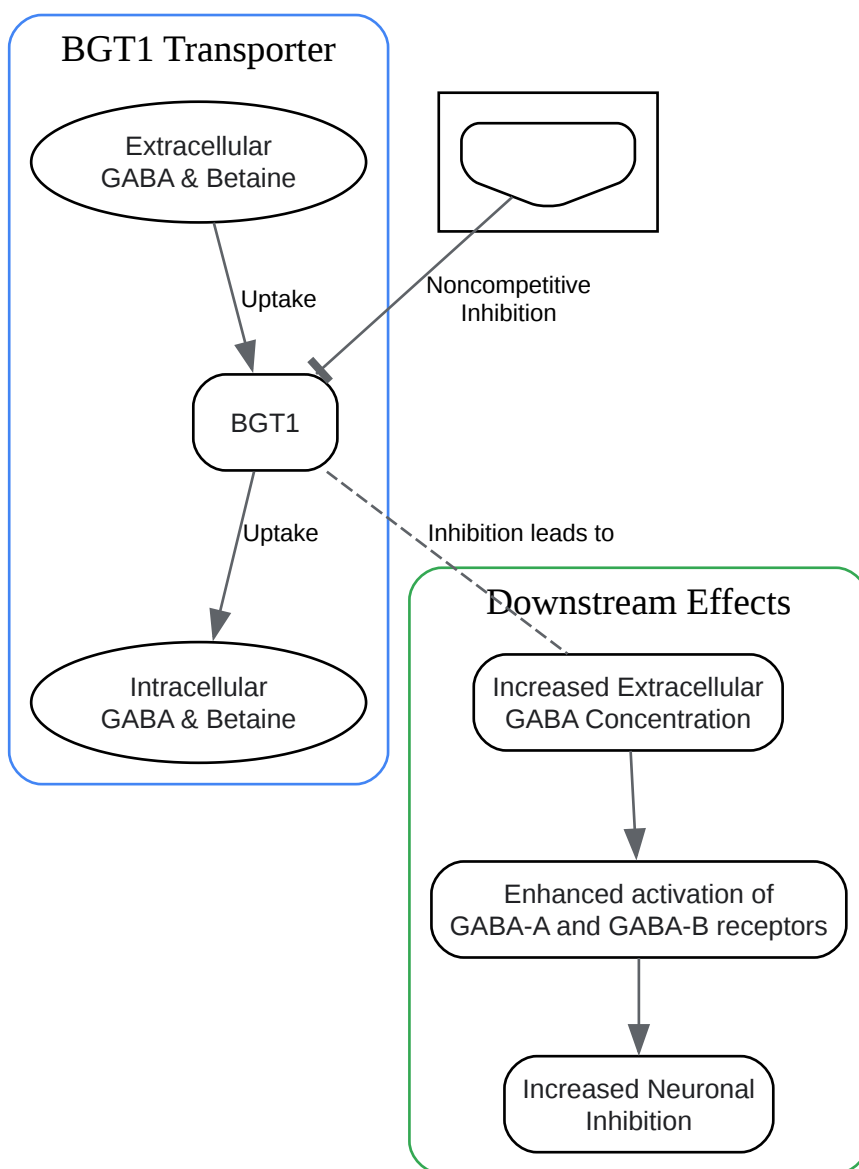 BGT1 Transporter
Extracellular
GABA & Betaine
Uptake
Noncompetitive
Inhibition
BGT1
Uptake
Inhibition leads to
Intracellular
GABA & Betaine
Downstream Effects
Increased Extracellular
GABA Concentration
Enhanced activation of
GABA-A and GABA-B receptors
Increased Neuronal
Inhibition